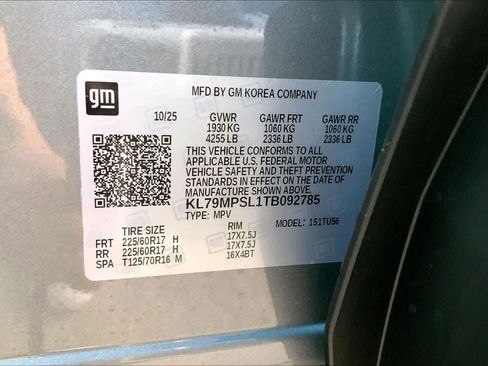 gm
MFD BY GM KOREA COMPANY
10/25 GVWR GAWR FRT GAWR RR
1930 KG 1060 KG 1060 KG
4255 LB 2336 LB 2336 LB
THIS VEHICLE CONFORMS TO ALL
APPLICABLE U.S. FEDERAL MOTOR
VEHICLE SAFETY AND THEFT PREVENTION
STANDARDS IN EFFECT ON THE DATE OF
MANUFACTURE SHOWN ABOVE.
KL79MPSL1TB092785
TYPE: MPV MODEL: 151TU56
TIRE SIZE RIM
FRT 225/60R17 H 17X7.5J
RR 225/60R17 H 17X7.5J
SPA T125/70R16 M 16X4BT